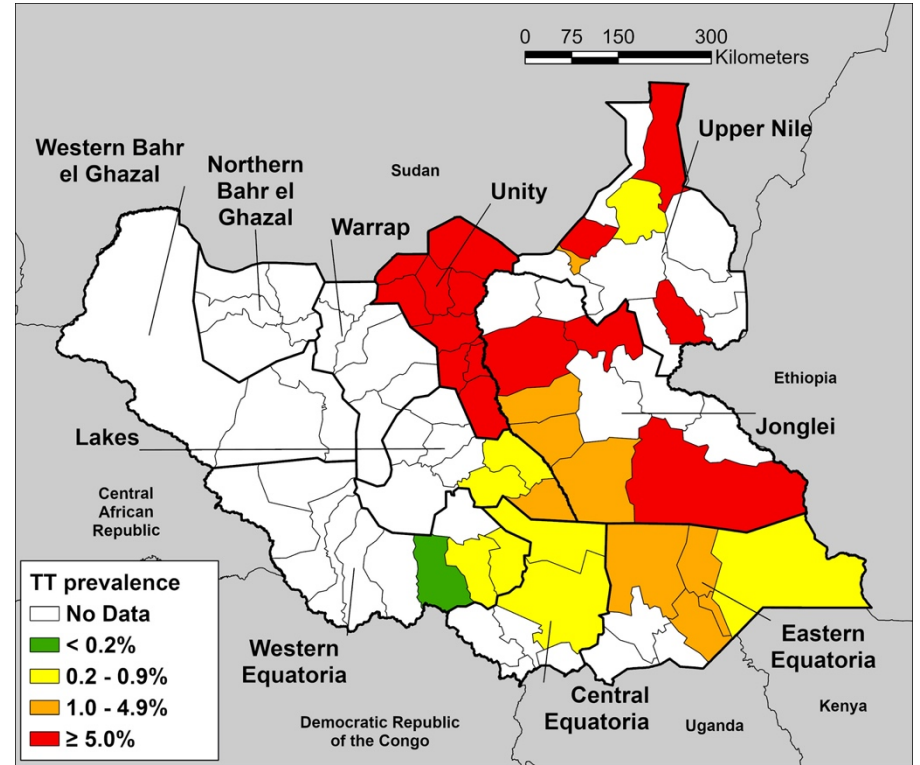 0 75 150 300
Kilometers
Upper Nile
Western Bahr
el Ghazal
Northern
Bahr el
Ghazal
Sudan
Unity
Warrap
Ethiopia
Jonglei
Lakes
Central
African
Republic
TT prevalence
No Data
< 0.2%
0.2 - 0.9%
1.0 - 4.9%
≥ 5.0%
Western
Equatoria
Eastern
Equatoria
Central
Equatoria
Kenya
Democratic Republic
of the Congo
Uganda